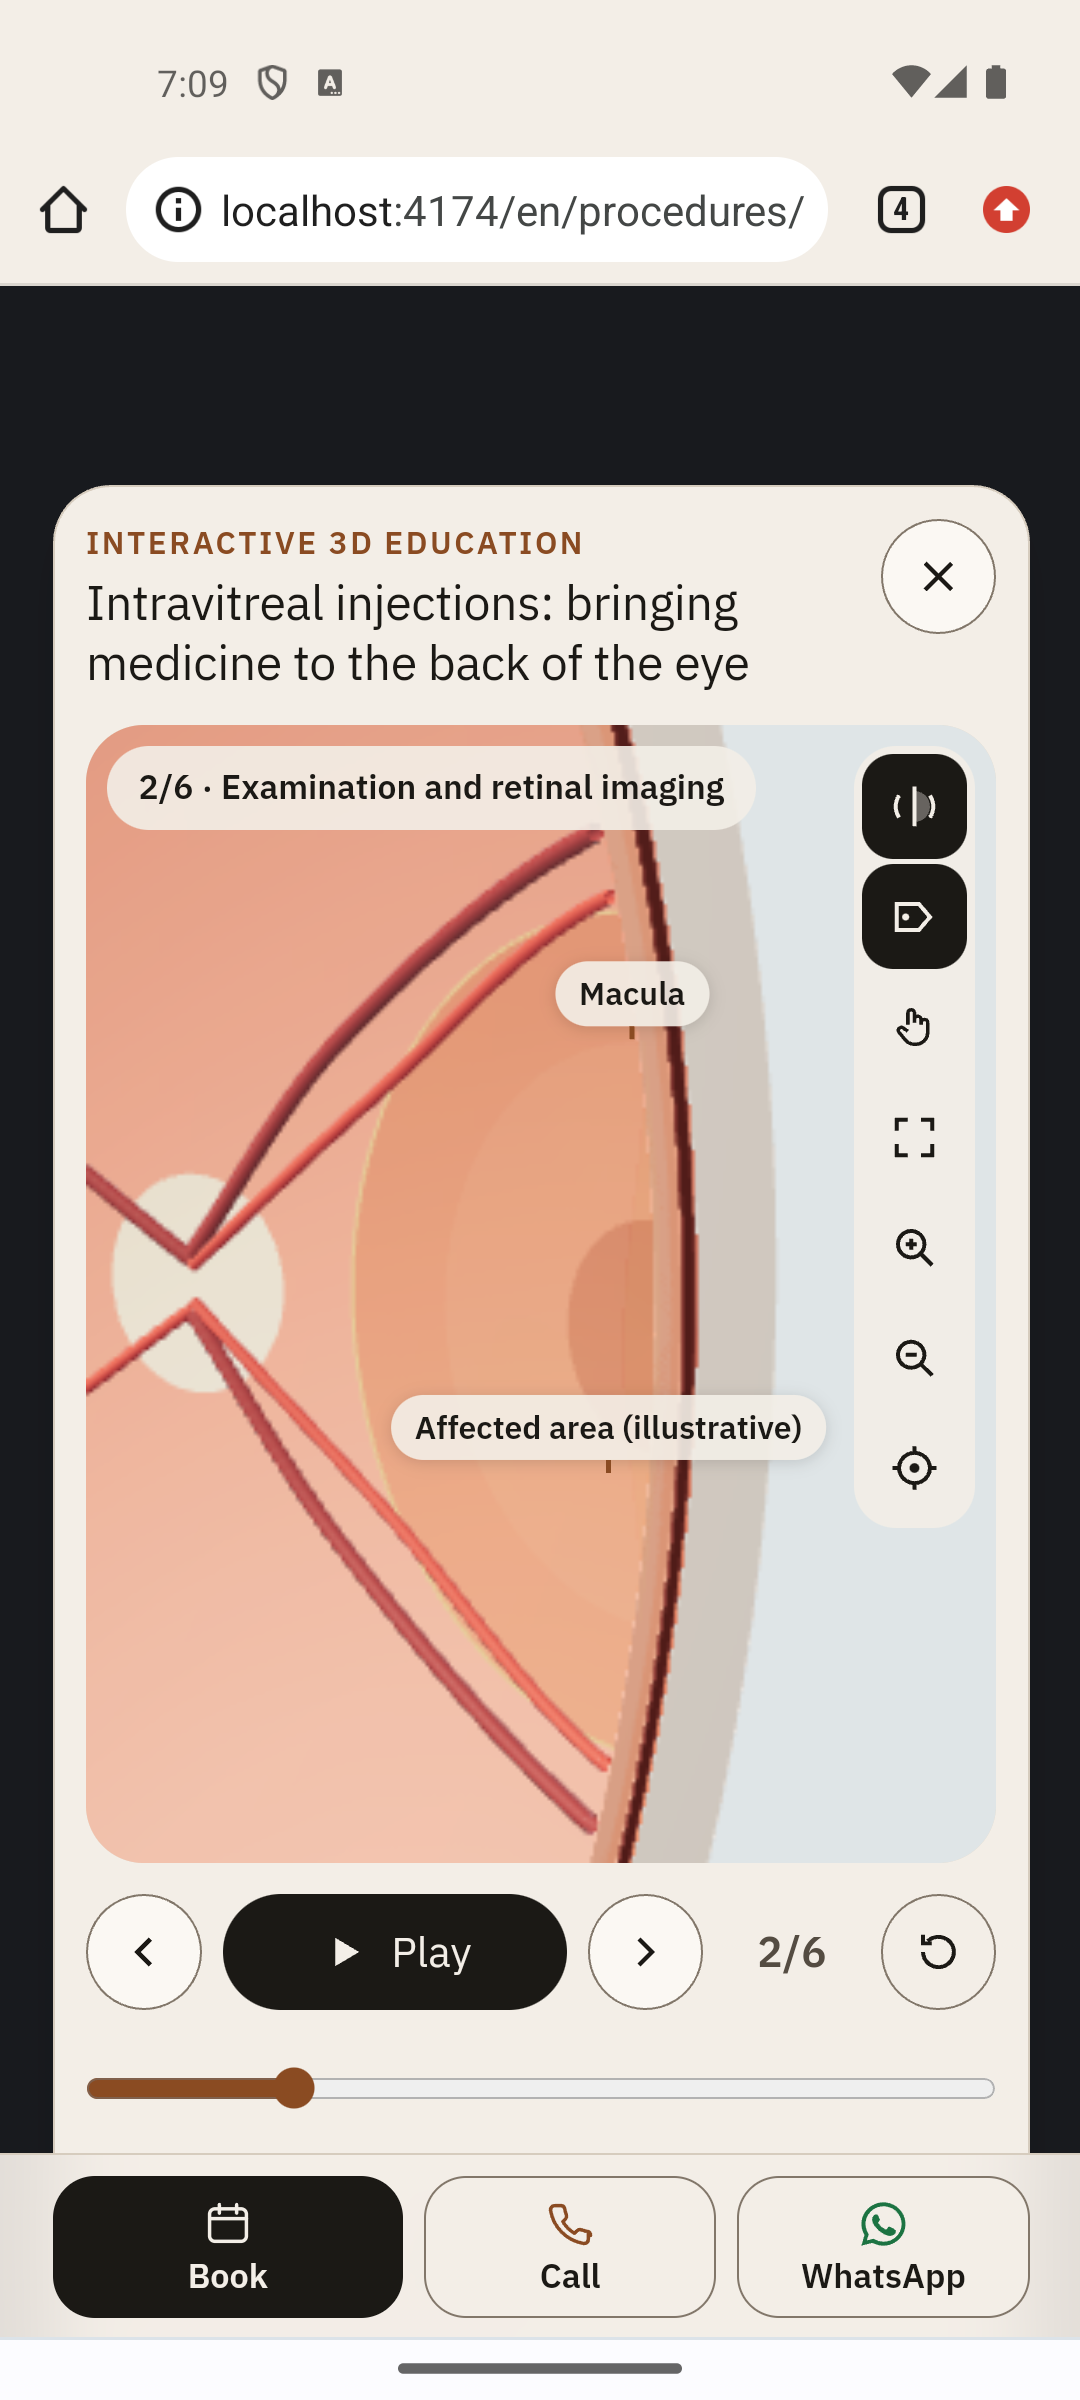 7:09
localhost:4174/en/procedures/
4
INTERACTIVE 3D EDUCATION
Intravitreal injections: bringing
medicine to the back of the eye
2/6 · Examination and retinal imaging
Macula
Affected area (illustrative)
Play
2/6
Book
Call
WhatsApp